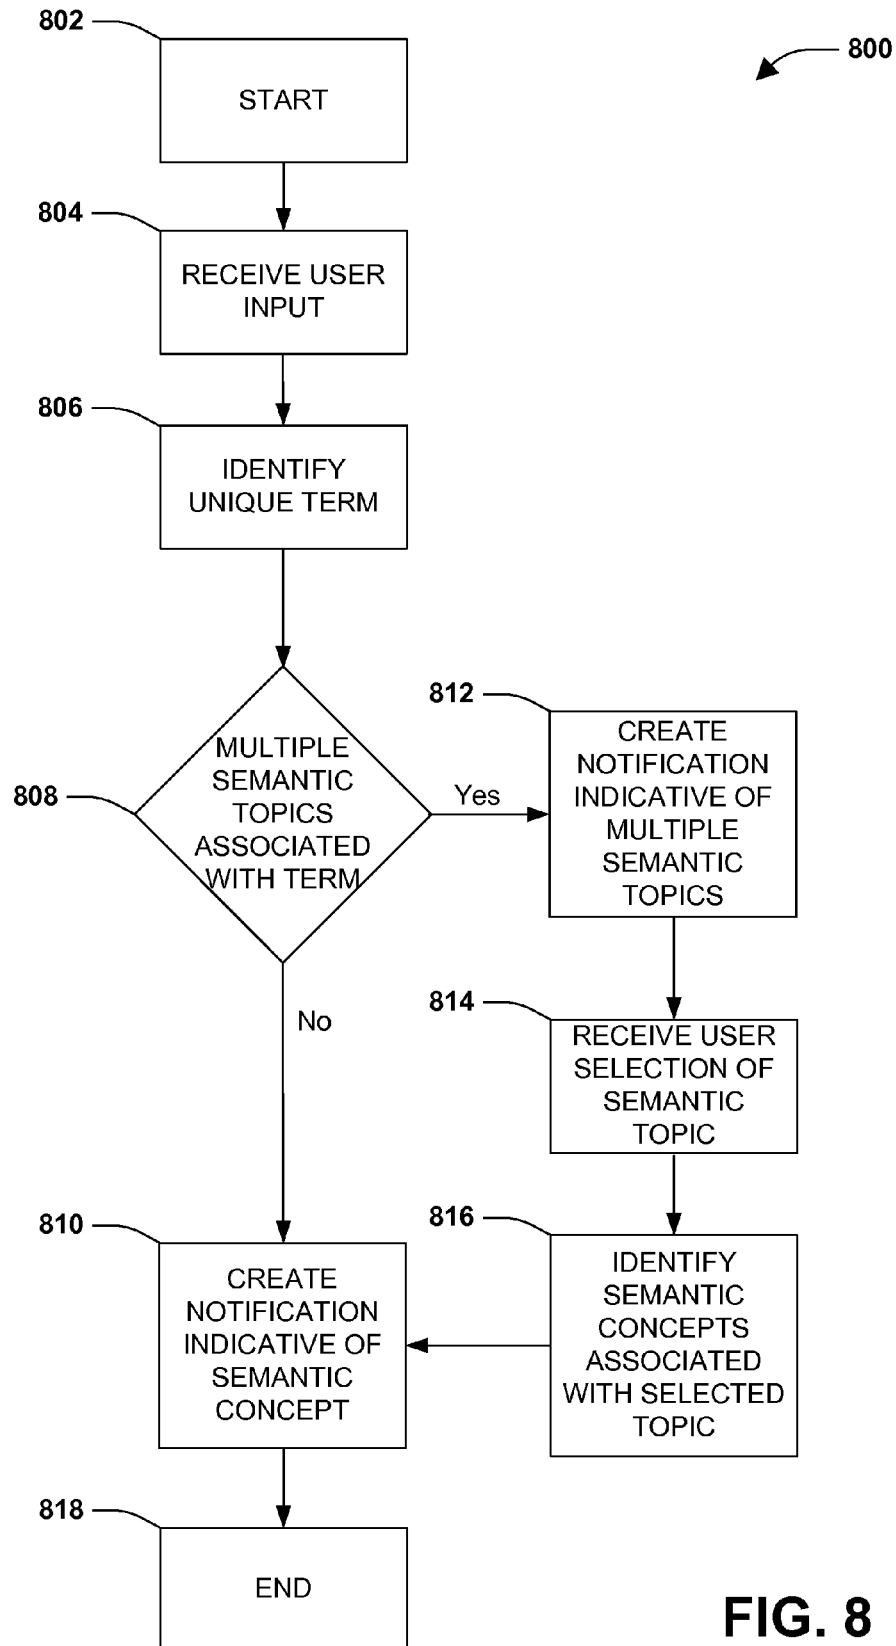 802
800
START
804
RECEIVE USER
INPUT
806
IDENTIFY
UNIQUE TERM
808
MULTIPLE
SEMANTIC
TOPICS
ASSOCIATED
WITH TERM
Yes
812
CREATE
NOTIFICATION
INDICATIVE OF
MULTIPLE
SEMANTIC
TOPICS
No
814
RECEIVE USER
SELECTION OF
SEMANTIC
TOPIC
816
IDENTIFY
SEMANTIC
CONCEPTS
ASSOCIATED
WITH SELECTED
TOPIC
810
CREATE
NOTIFICATION
INDICATIVE OF
SEMANTIC
CONCEPT
818
END
FIG. 8